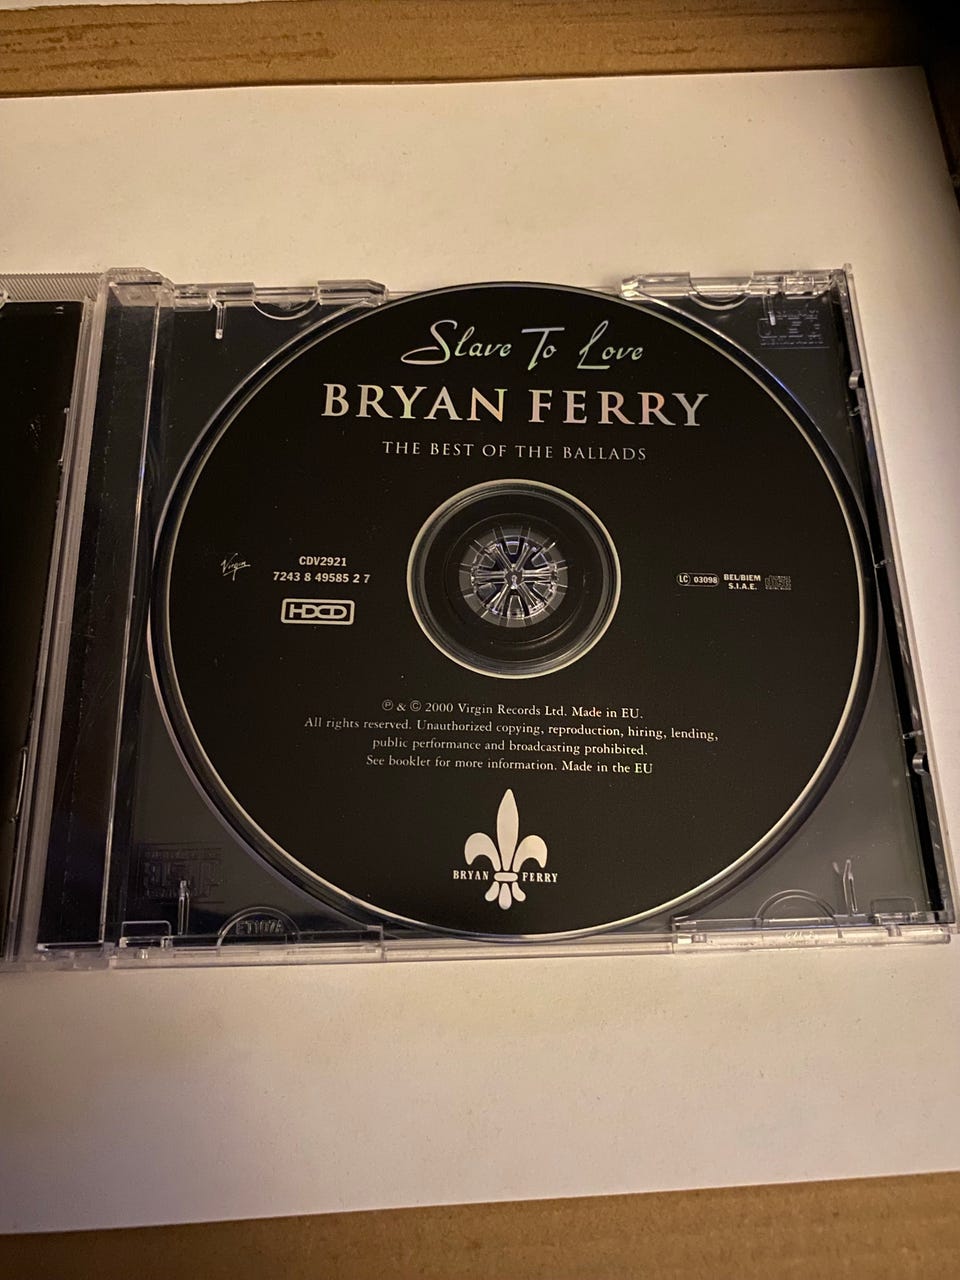 Slave To Love
BRYAN FERRY
THE BEST OF THE BALLADS
Virgin
CDV2921
7243 8 49585 2 7
HDCD
LC 03098
BEL/BIEM
S.I.A.E.
℗ & © 2000 Virgin Records Ltd. Made in EU.
All rights reserved. Unauthorized copying, reproduction, hiring, lending,
public performance and broadcasting prohibited.
See booklet for more information. Made in the EU
BRYAN FERRY